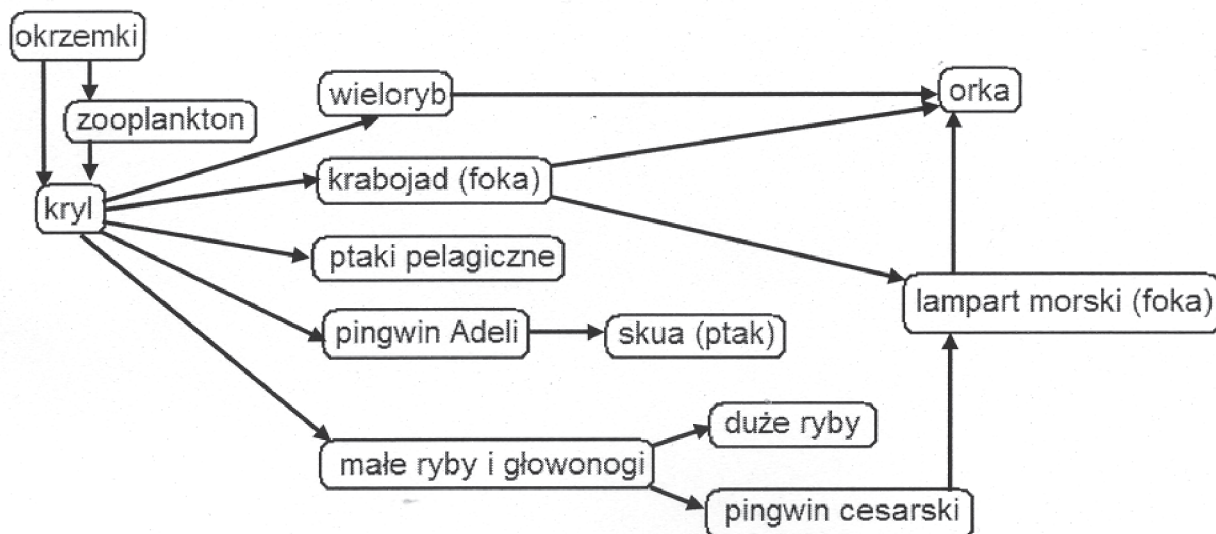 okrzemki
zooplankton
kryl
wieloryb
orka
krabojad (foka)
ptaki pelagiczne
lampart morski (foka)
pingwin Adeli
skua (ptak)
duże ryby
małe ryby i głowonogi
pingwin cesarski